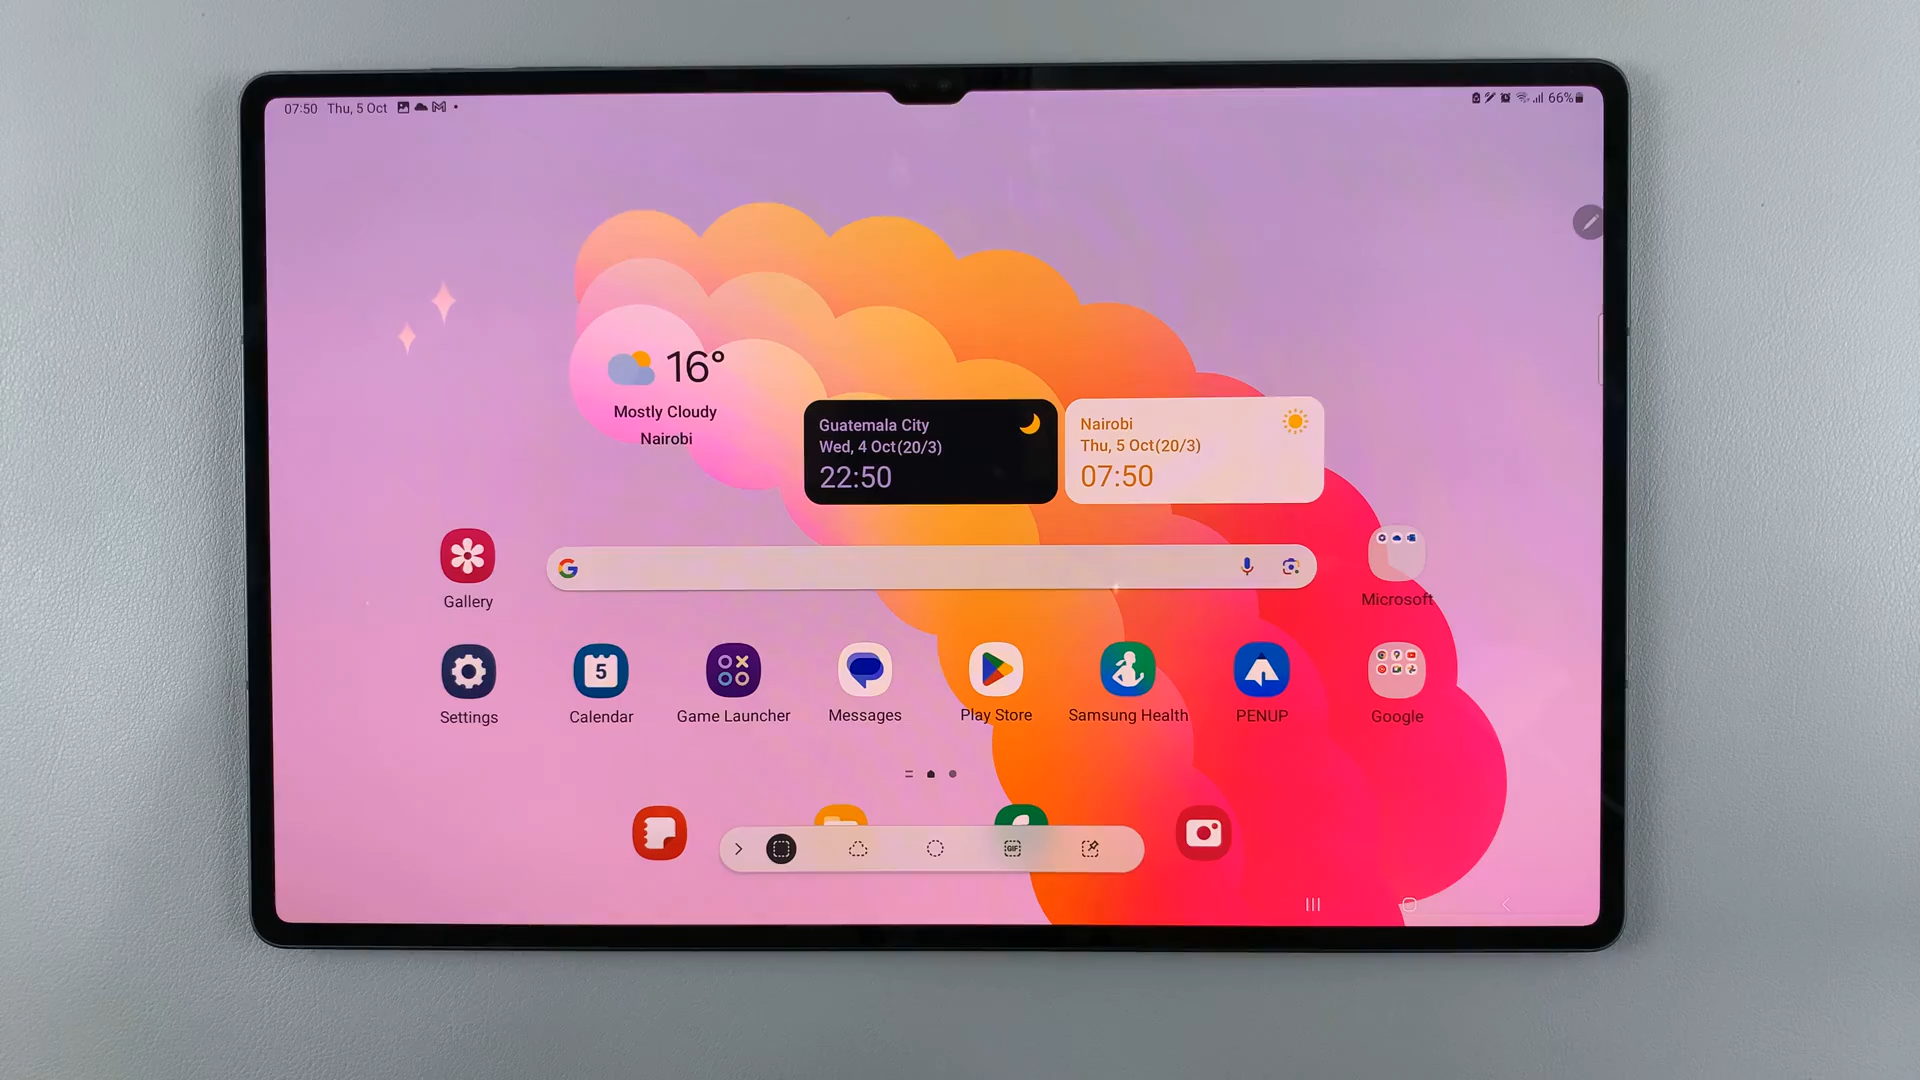 07:50 Thu, 5 Oct
66%
16°
Mostly Cloudy
Nairobi
Guatemala City
Wed, 4 Oct(20/3)
22:50
Nairobi
Thu, 5 Oct(20/3)
07:50
Gallery
Microsoft
5
Settings
Calendar
Game Launcher
Messages
Play Store
Samsung Health
PENUP
Google
GIF